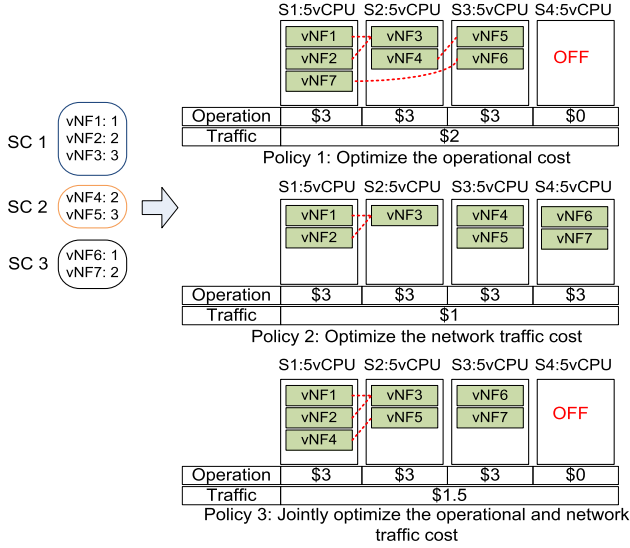 S1:5vCPU S2:5vCPU S3:5vCPU S4:5vCPU
vNF1 vNF3 vNF5
vNF2 vNF4 vNF6 OFF
vNF7
Operation $3 $3 $3 $0
Traffic $2
Policy 1: Optimize the operational cost
SC 1
vNF1: 1
vNF2: 2
vNF3: 3
SC 2
vNF4: 2
vNF5: 3
SC 3
vNF6: 1
vNF7: 2
S1:5vCPU S2:5vCPU S3:5vCPU S4:5vCPU
vNF1 vNF3 vNF4 vNF6
vNF2 vNF5 vNF7
Operation $3 $3 $3 $3
Traffic $1
Policy 2: Optimize the network traffic cost
S1:5vCPU S2:5vCPU S3:5vCPU S4:5vCPU
vNF1 vNF3 vNF6
vNF2 vNF5 vNF7 OFF
vNF4
Operation $3 $3 $3 $0
Traffic $1.5
Policy 3: Jointly optimize the operational and network
traffic cost